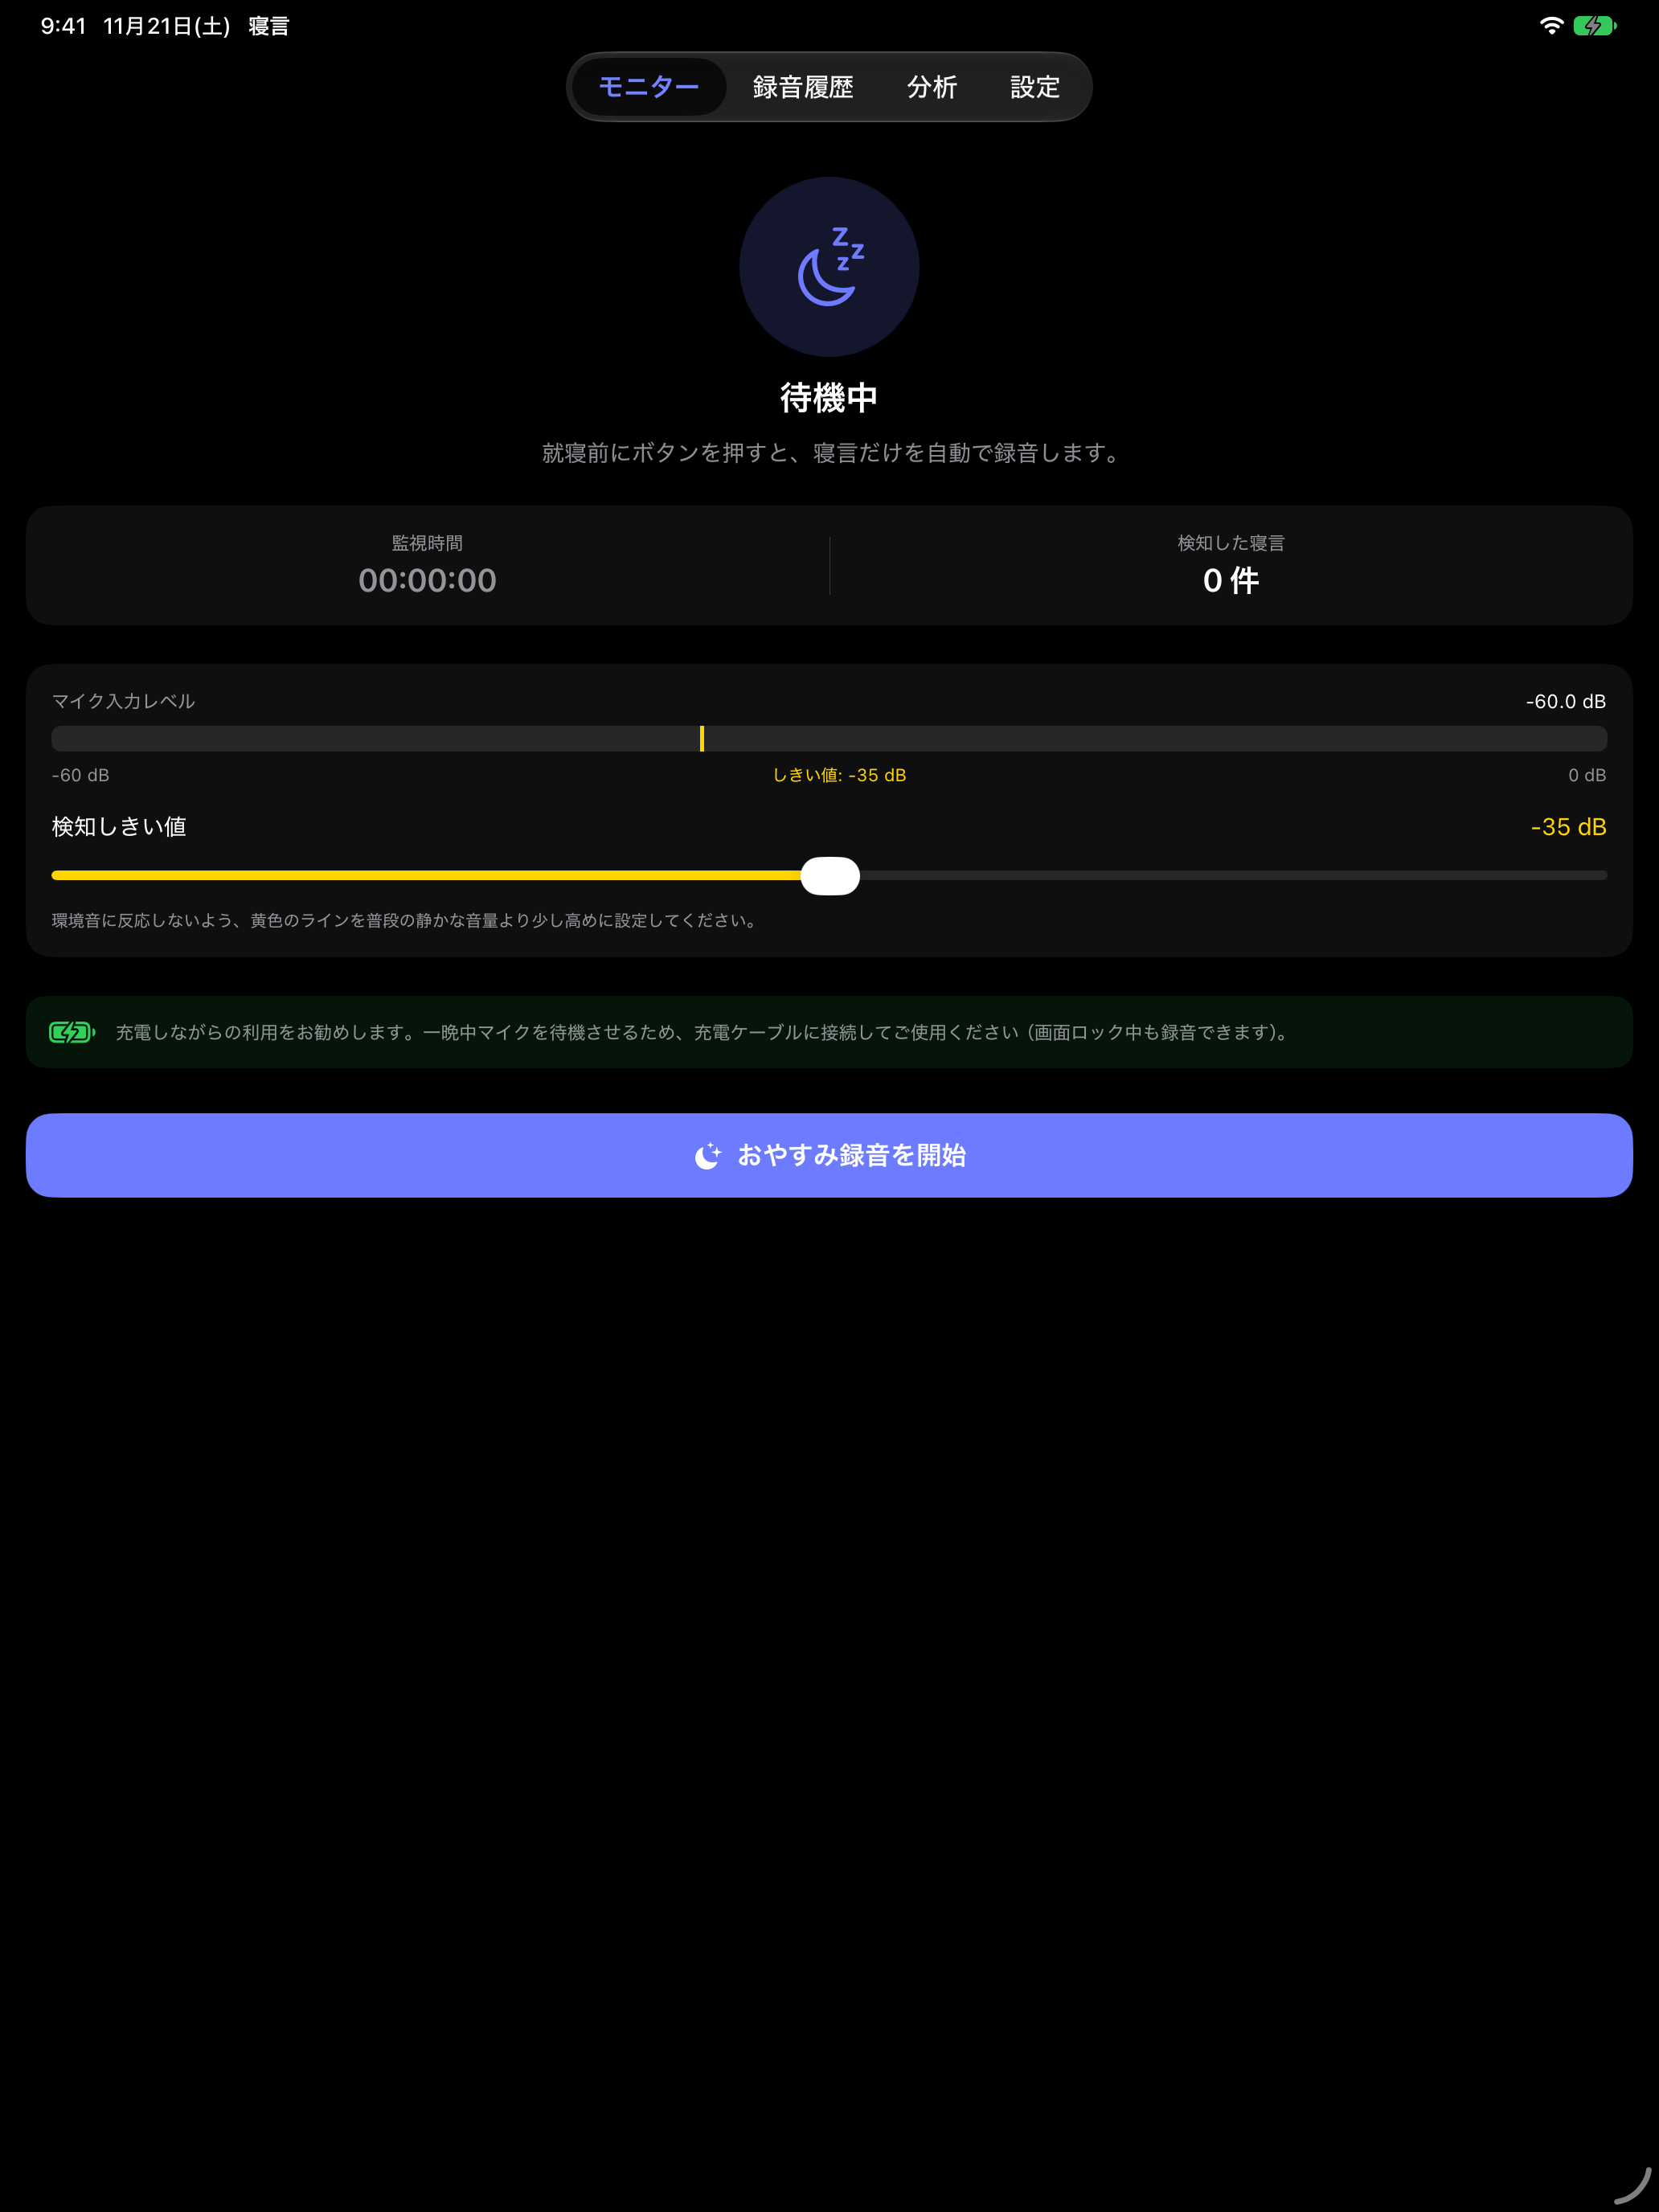 9:41 11月21日(土) 寝言
モニター 録音履歴 分析 設定
z z z
待機中
就寝前にボタンを押すと、寝言だけを自動で録音します。
監視時間 検知した寝言
00:00:00 0 件
マイク入力レベル -60.0 dB
-60 dB しきい値: -35 dB 0 dB
検知しきい値 -35 dB
環境音に反応しないよう、黄色のラインを普段の静かな音量より少し高めに設定してください。
充電しながらの利用をお勧めします。一晩中マイクを待機させるため、充電ケーブルに接続してご使用ください（画面ロック中も録音できます）。
おやすみ録音を開始